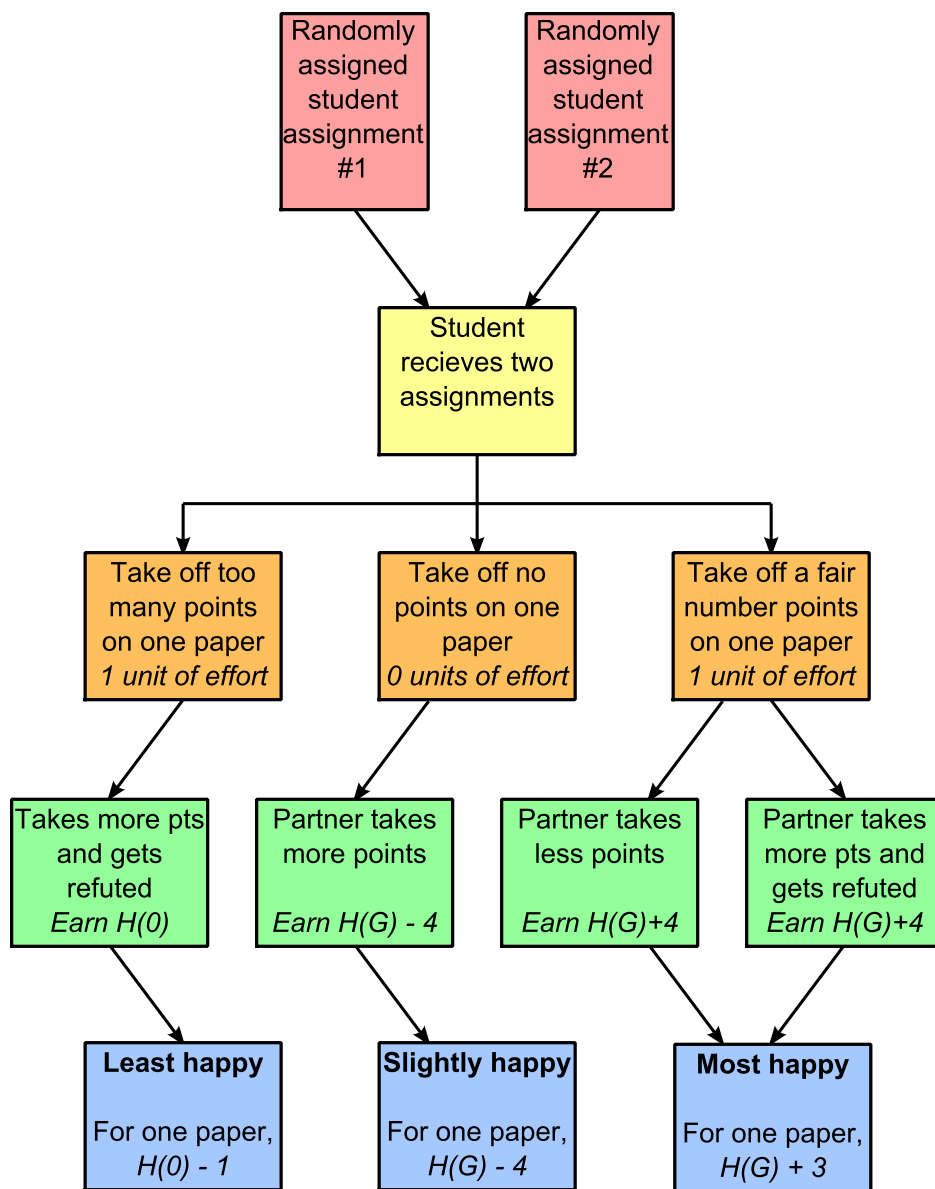 Randomly
assigned
student
assignment
#1
Randomly
assigned
student
assignment
#2
Student
recieves two
assignments
Take off too
many points
on one paper
1 unit of effort
Take off no
points on one
paper
0 units of effort
Take off a fair
number points
on one paper
1 unit of effort
Takes more pts
and gets
refuted
Earn H(0)
Partner takes
more points
Earn H(G) - 4
Partner takes
less points
Earn H(G)+4
Partner takes
more pts and
gets refuted
Earn H(G)+4
Least happy
For one paper,
H(0) - 1
Slightly happy
For one paper,
H(G) - 4
Most happy
For one paper,
H(G) + 3